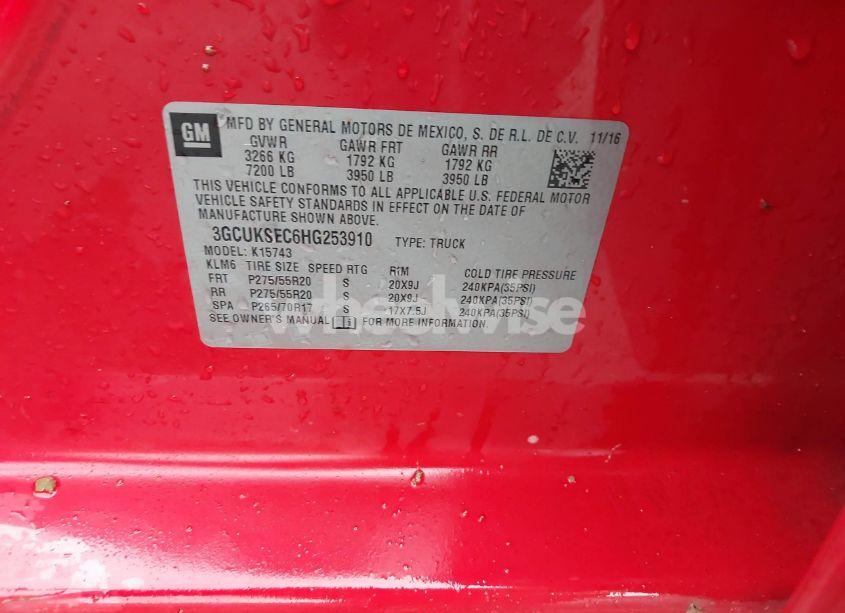 GM
MFD BY GENERAL MOTORS DE MEXICO, S. DE R.L. DE C.V. 11/16
GVWR GAWR FRT GAWR RR
3266 KG 1792 KG 1792 KG
7200 LB 3950 LB 3950 LB
THIS VEHICLE CONFORMS TO ALL APPLICABLE U.S. FEDERAL MOTOR
VEHICLE SAFETY STANDARDS IN EFFECT ON THE DATE OF
MANUFACTURE SHOWN ABOVE.
3GCUKSEC6HG253910 TYPE: TRUCK
MODEL: K15743
KLM6 TIRE SIZE SPEED RTG RIM COLD TIRE PRESSURE
FRT P275/55R20 S 20X9J 240KPA(35PSI)
RR P275/55R20 S 20X9J 240KPA(35PSI)
SPA P265/70R17 S 17X7.5J 240KPA(35PSI)
SEE OWNER'S MANUAL FOR MORE INFORMATION.
wheelwise